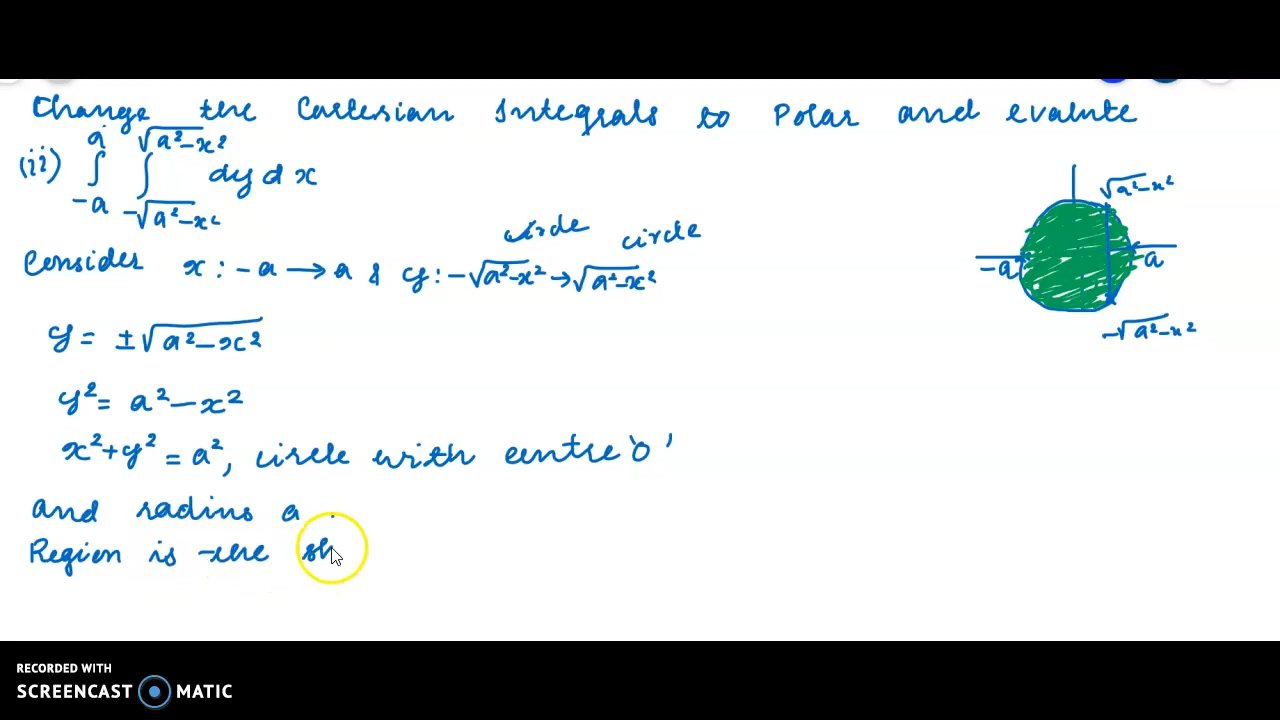 Change the Cartesian Integrals to Polar and evalute
(ii) ∫_{-a}^{a} ∫_{-√(a²-x²)}^{√(a²-x²)} dy dx
√a²-x²
-a
a
-√a²-x²
circle circle
Consider x : -a → a & y : -√a²-x² → √a²-x²
y = ±√a²-x²
y² = a²-x²
x²+y² = a², circle with centre 'o'
and radius a .
Region is the sh
RECORDED WITH
SCREENCAST MATIC